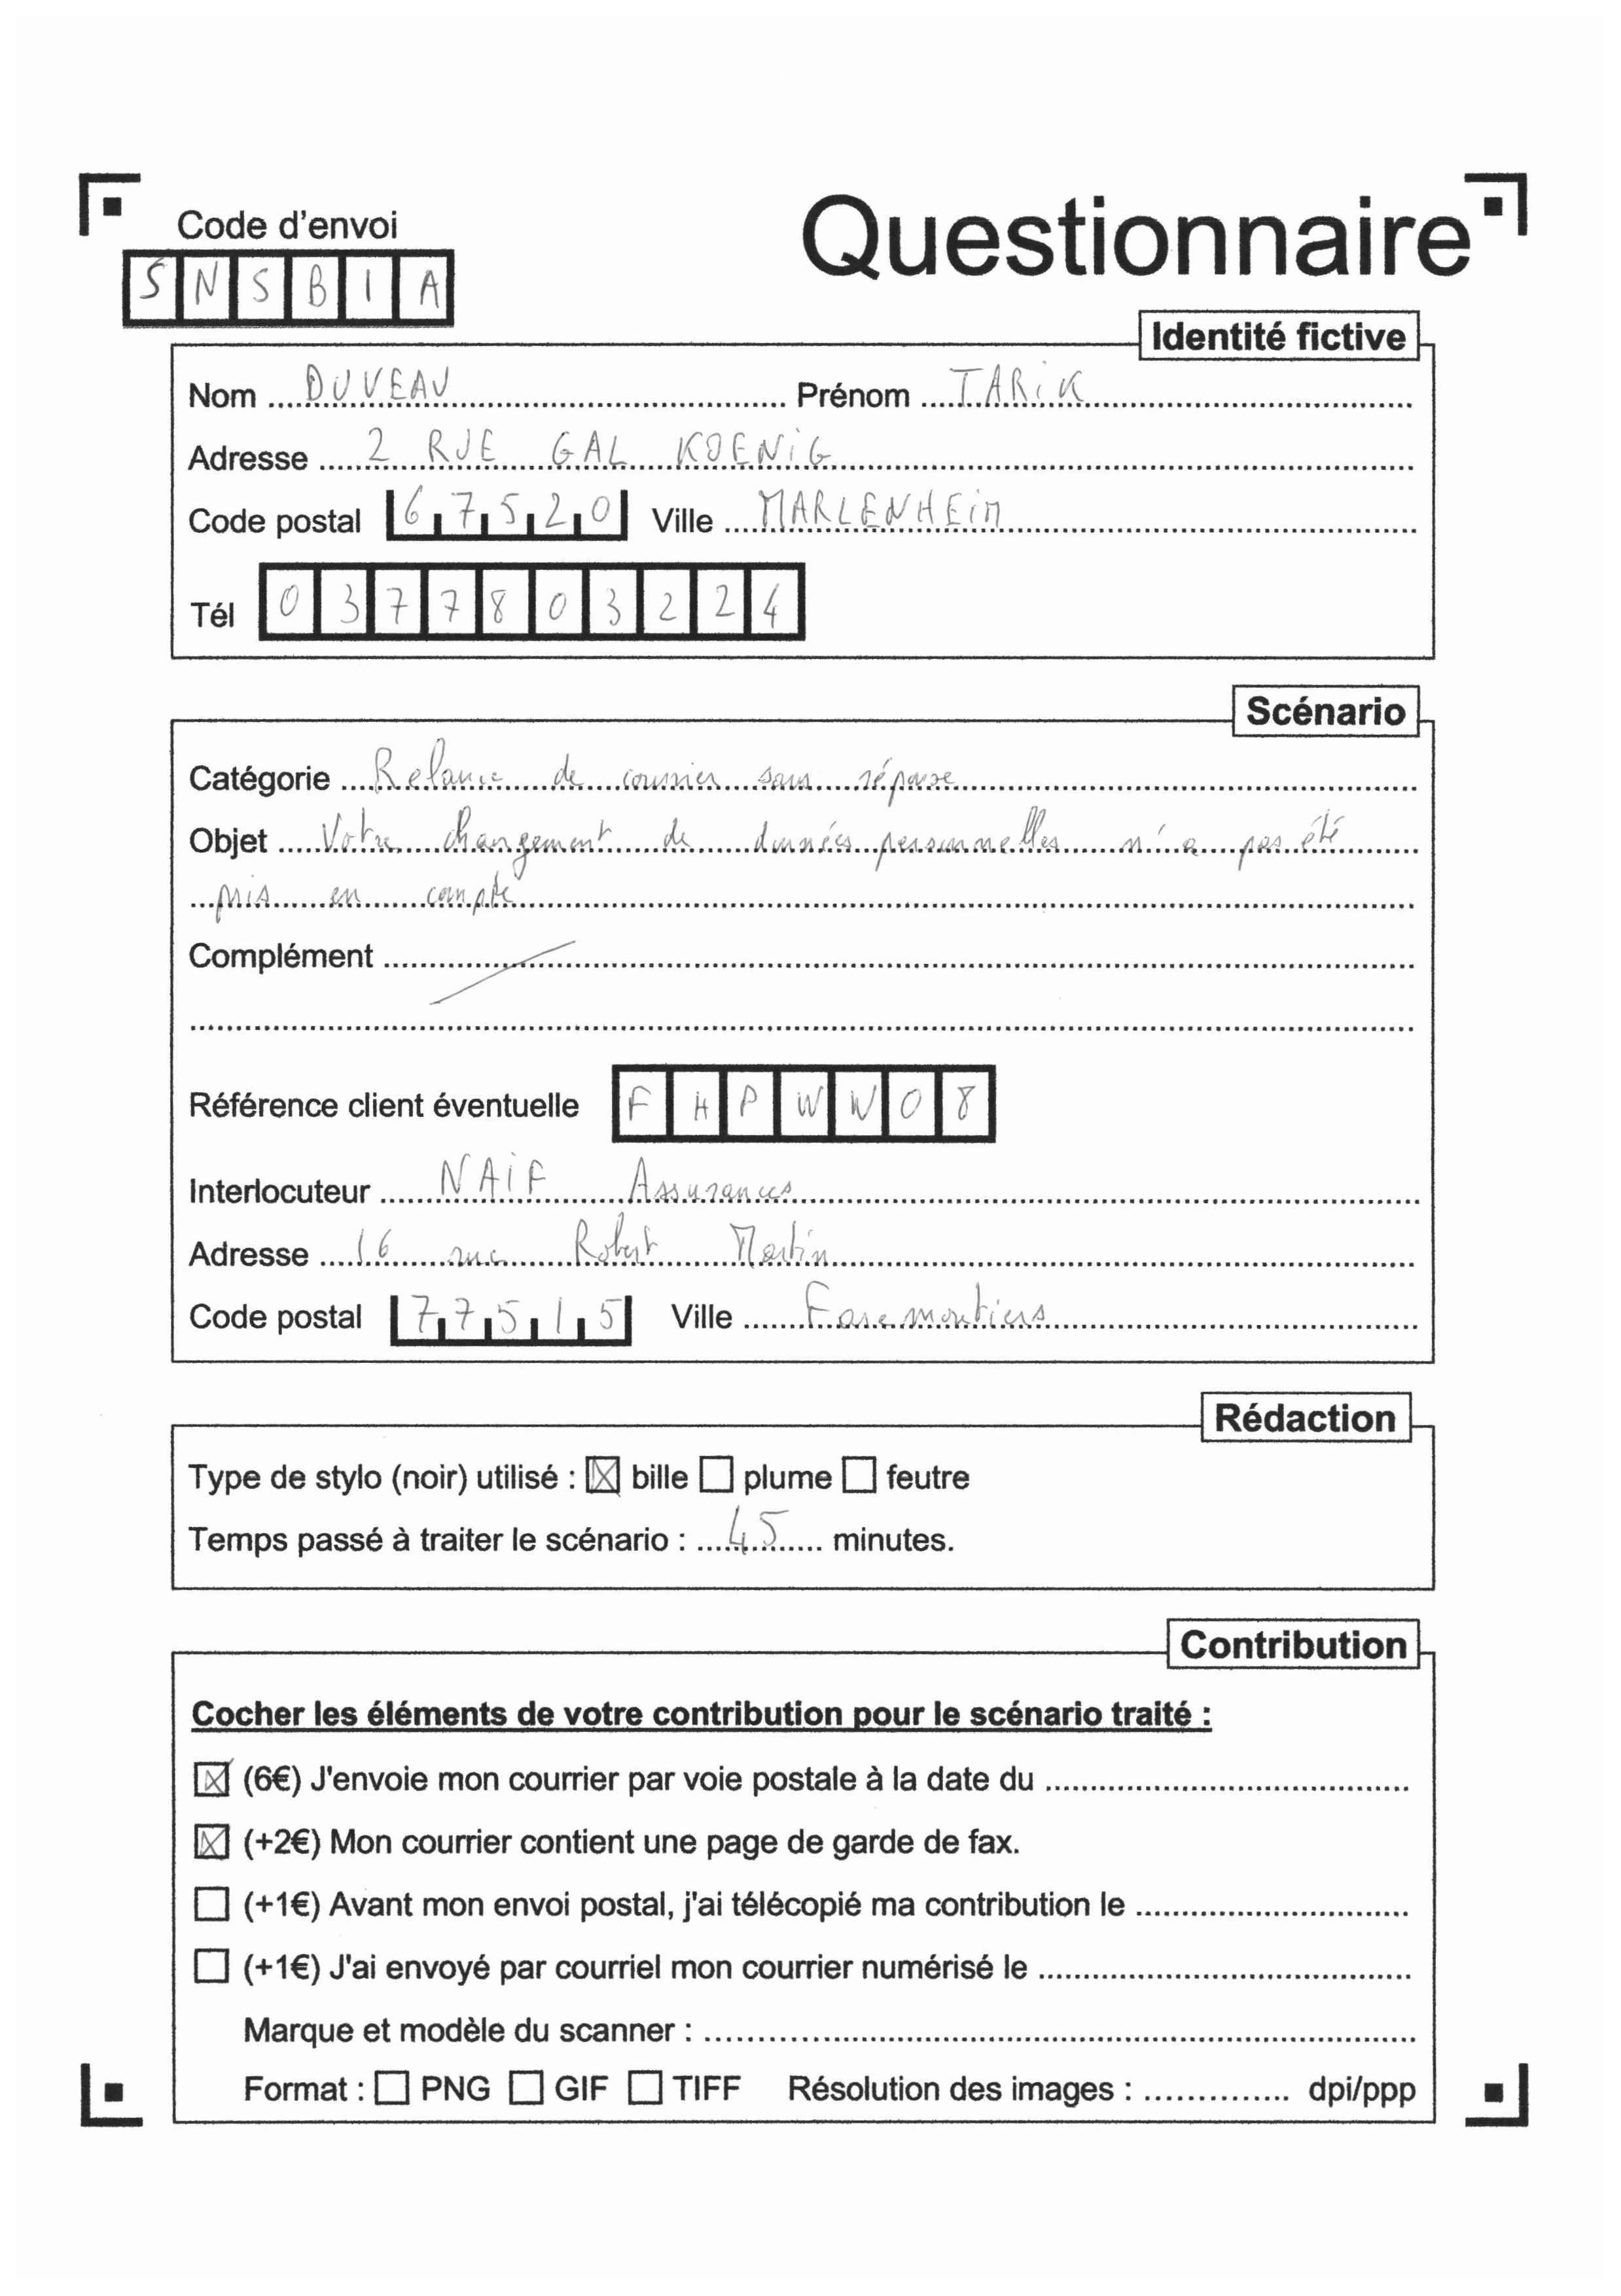 Code d'envoi
Questionnaire
SNSBIA
Identité fictive
Nom DUVEAU Prénom TARiK
Adresse 2 RUE GAL KOENiG
Code postal 67520 Ville MARLENHEiM
Tél 0377803224
Scénario
Catégorie Relance de courrier sans réponse
Objet Votre changement de données personnelles n'a pas été
pris en compte
Complément
Référence client éventuelle FHPWW08
Interlocuteur NAiF Assurances
Adresse 16 rue Robert Martin
Code postal 77515 Ville Faremoutiers
Rédaction
Type de stylo (noir) utilisé : ☒ bille ☐ plume ☐ feutre
Temps passé à traiter le scénario : 45 minutes.
Contribution
Cocher les éléments de votre contribution pour le scénario traité :
☒ (6€) J'envoie mon courrier par voie postale à la date du
☒ (+2€) Mon courrier contient une page de garde de fax.
☐ (+1€) Avant mon envoi postal, j'ai télécopié ma contribution le
☐ (+1€) J'ai envoyé par courriel mon courrier numérisé le
Marque et modèle du scanner :
Format : ☐ PNG ☐ GIF ☐ TIFF Résolution des images : dpi/ppp